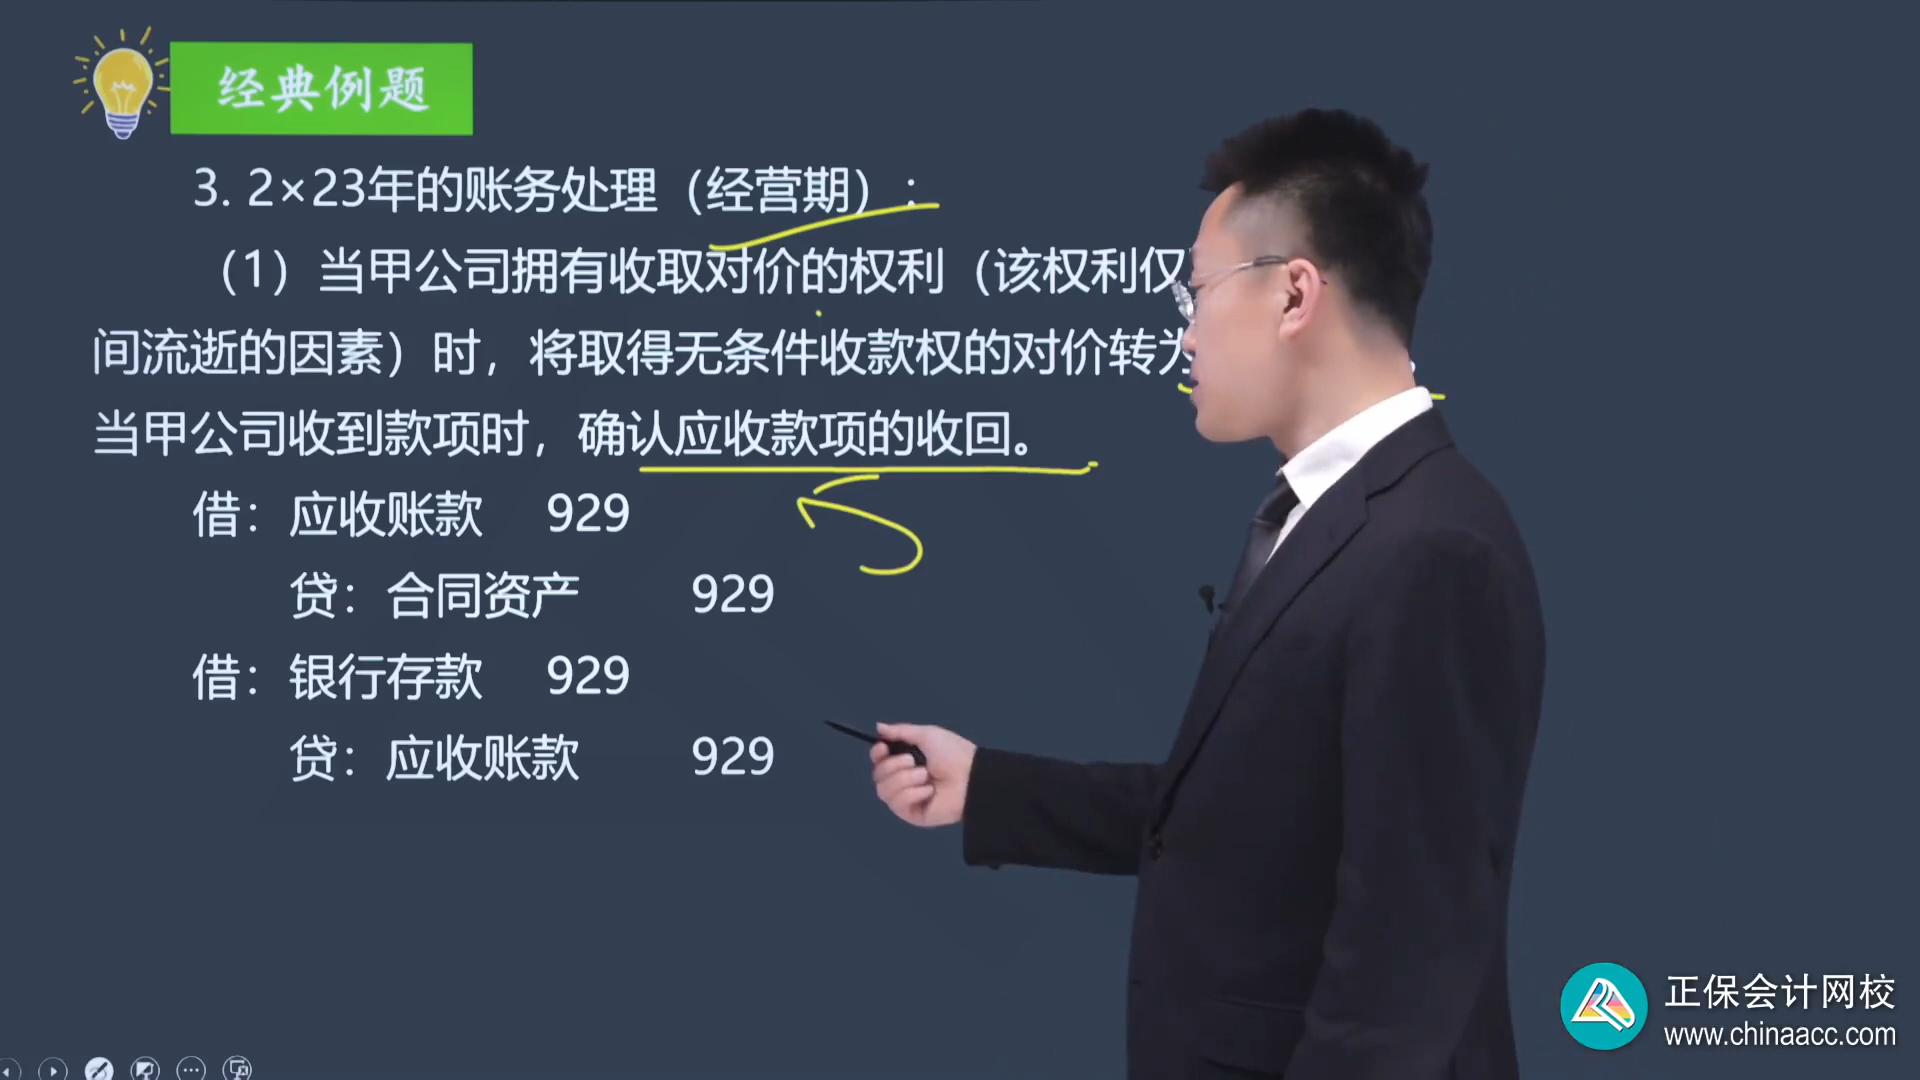 经典例题
3. 2×23年的账务处理（经营期）：
（1）当甲公司拥有收取对价的权利（该权利仅
间流逝的因素）时，将取得无条件收款权的对价转为
当甲公司收到款项时，确认应收款项的收回。
借：应收账款 929
贷：合同资产 929
借：银行存款 929
贷：应收账款 929
正保会计网校
www.chinaacc.com